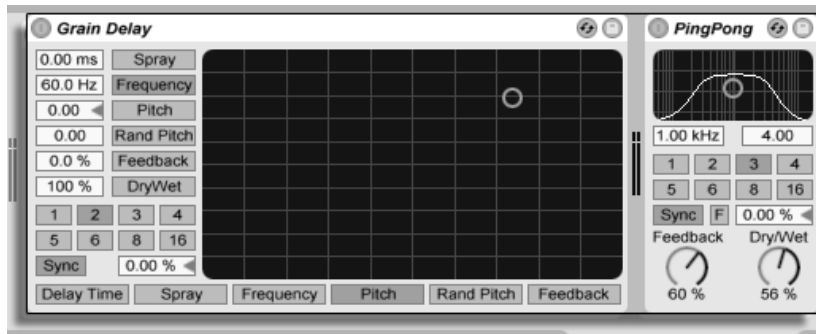 Grain Delay
0.00 ms Spray
60.0 Hz Frequency
0.00 Pitch
0.00 Rand Pitch
0.0 % Feedback
100 % DryWet
1 2 3 4
5 6 8 16
Sync 0.00 %
Delay Time Spray Frequency Pitch Rand Pitch Feedback
PingPong
1.00 kHz 4.00
1 2 3 4
5 6 8 16
Sync F 0.00 %
Feedback Dry/Wet
60 % 56 %